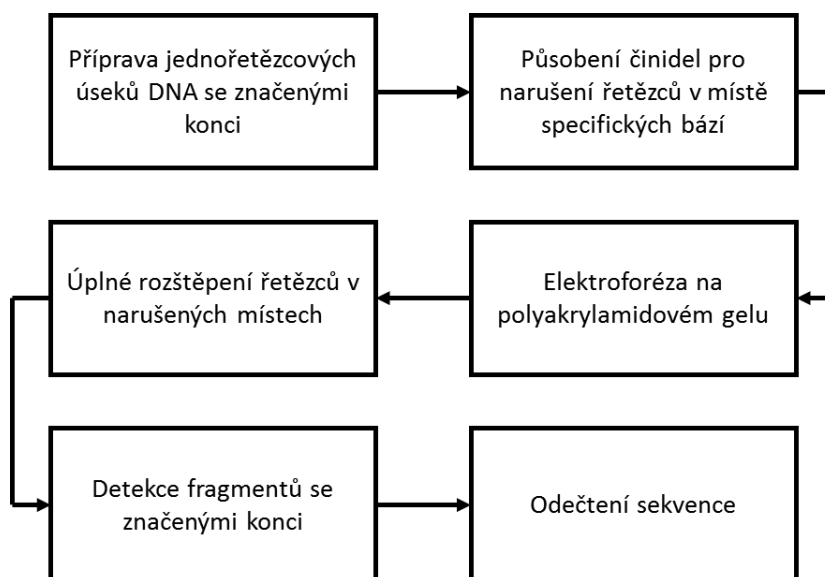 Příprava jednořetězcových
úseků DNA se značenými
konci
Působení činidel pro
narušení řetězců v místě
specifických bází
Elektroforéza na
polyakrylamidovém gelu
Úplné rozštěpení řetězců v
narušených místech
Detekce fragmentů se
značenými konci
Odečtení sekvence